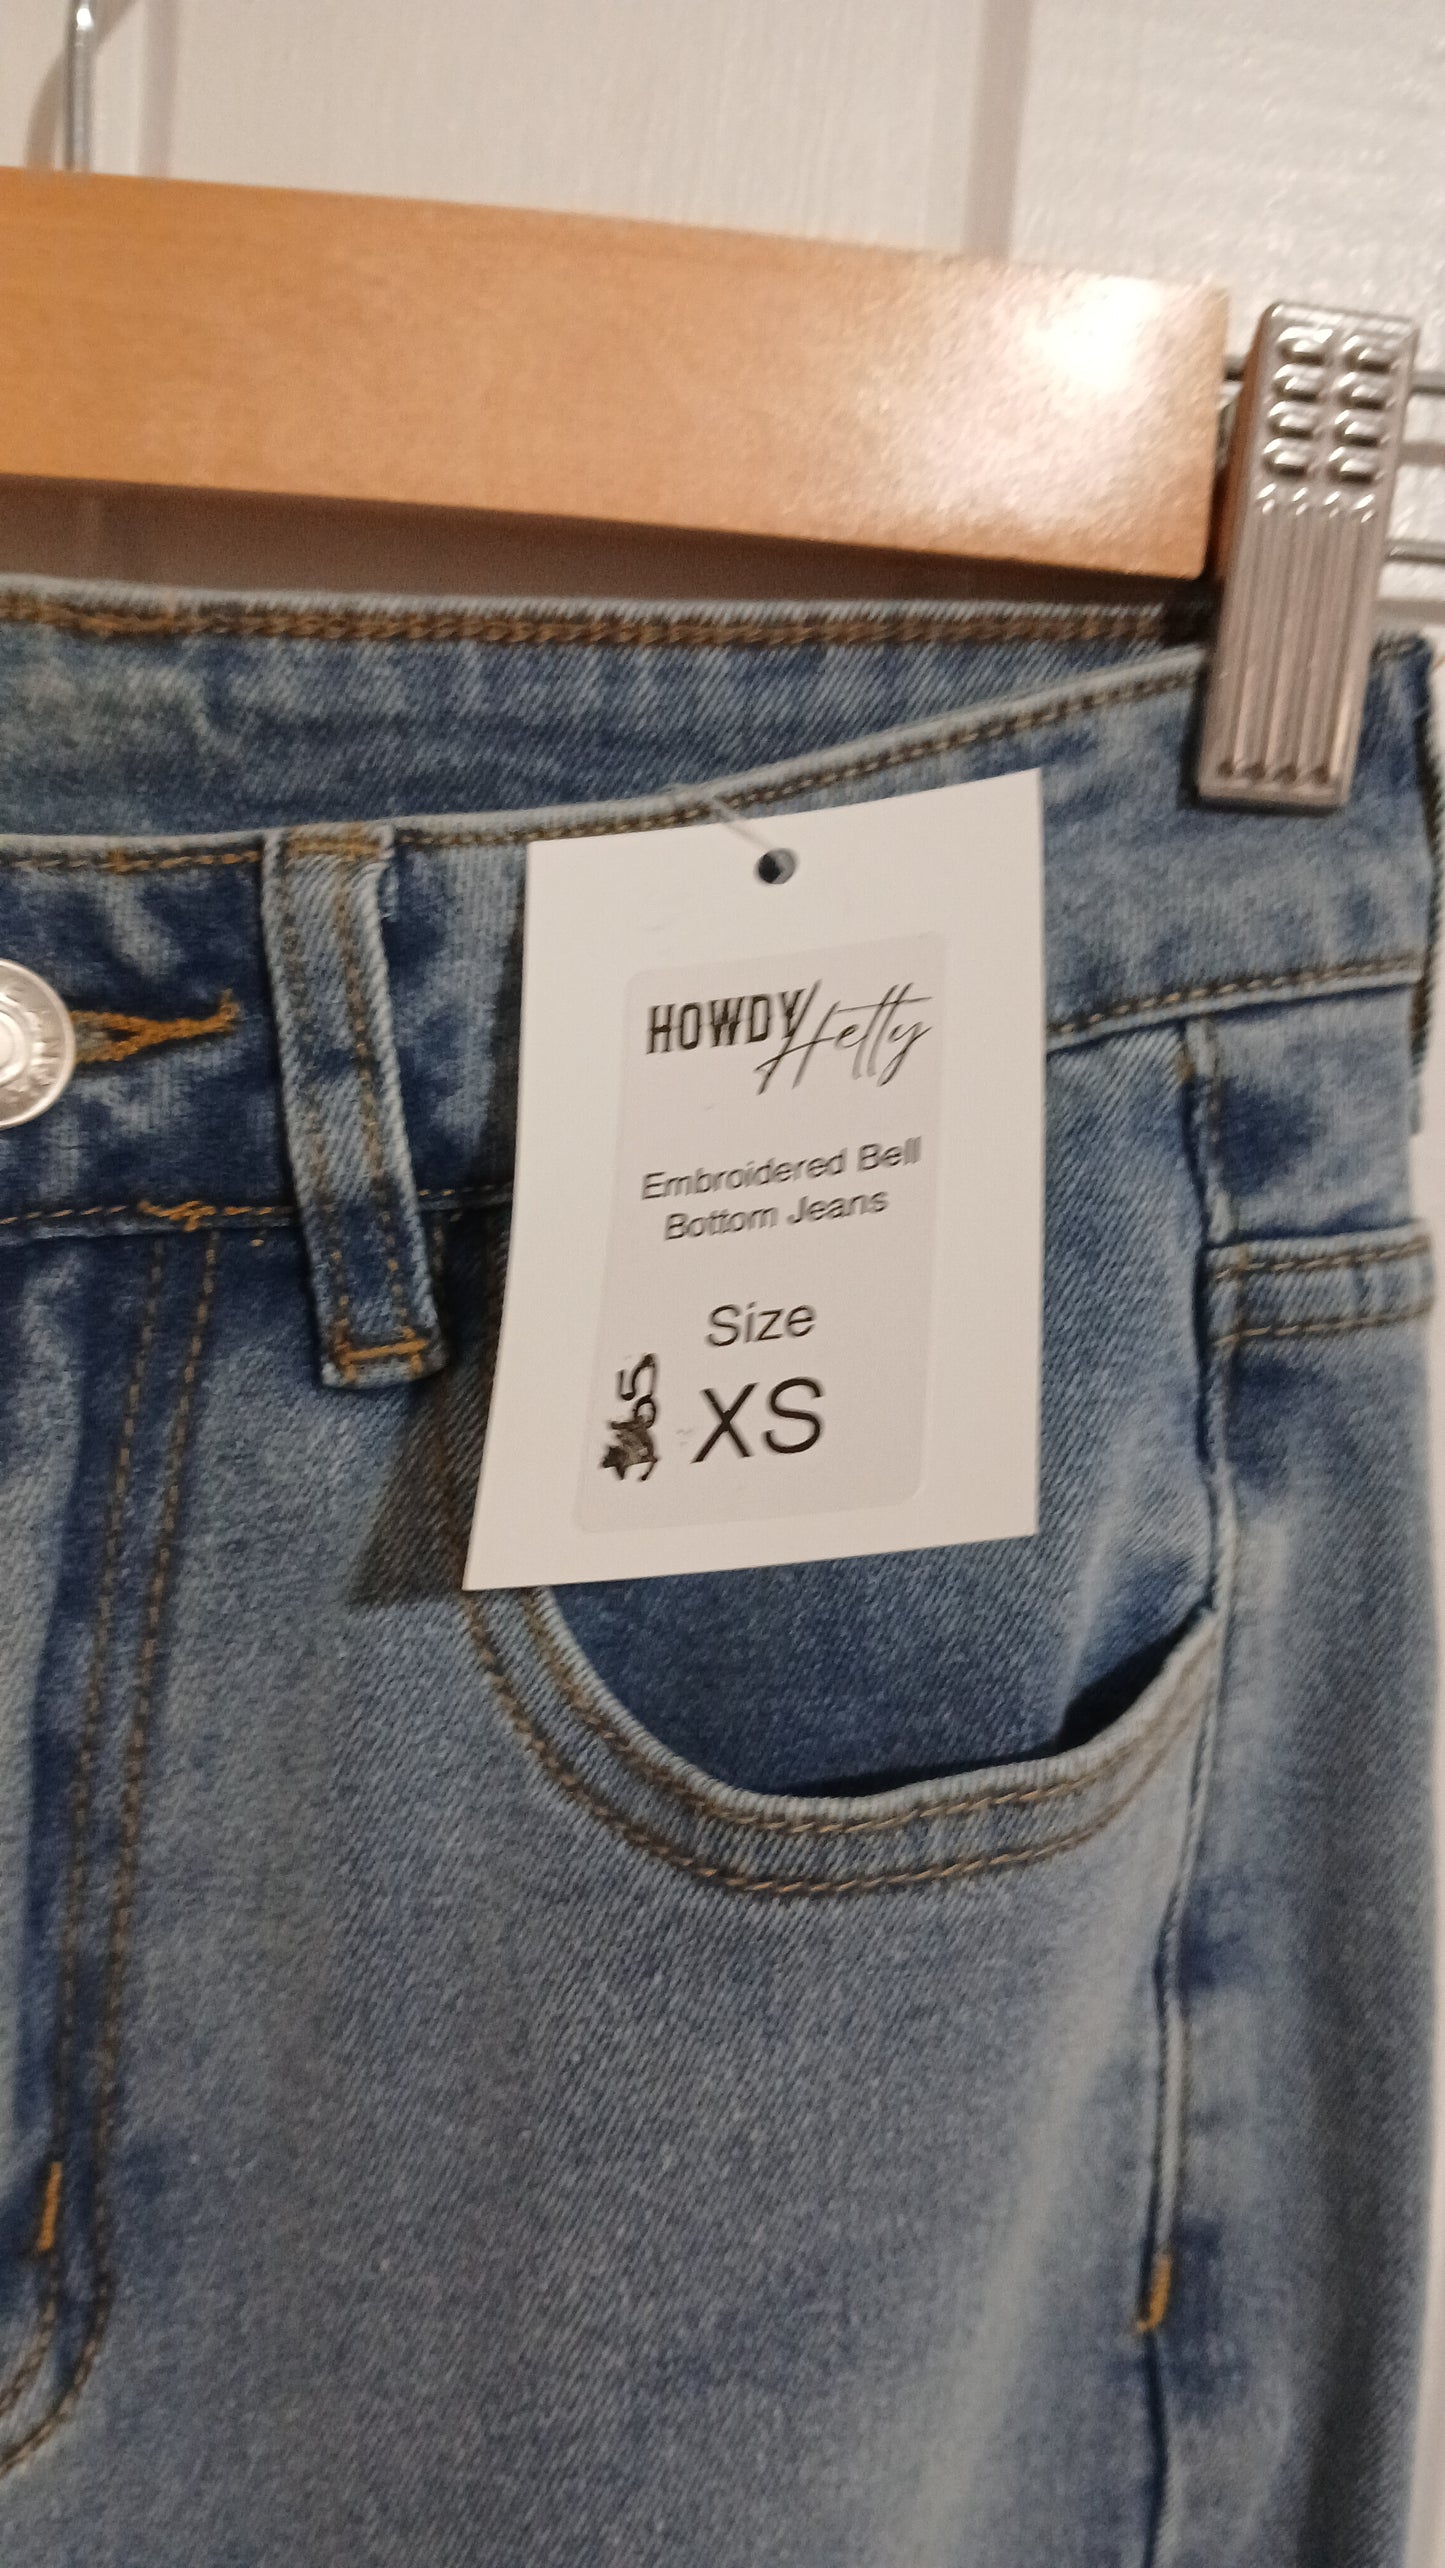 HOWDY Hetty
Embroidered Bell
Bottom Jeans
Size
XS